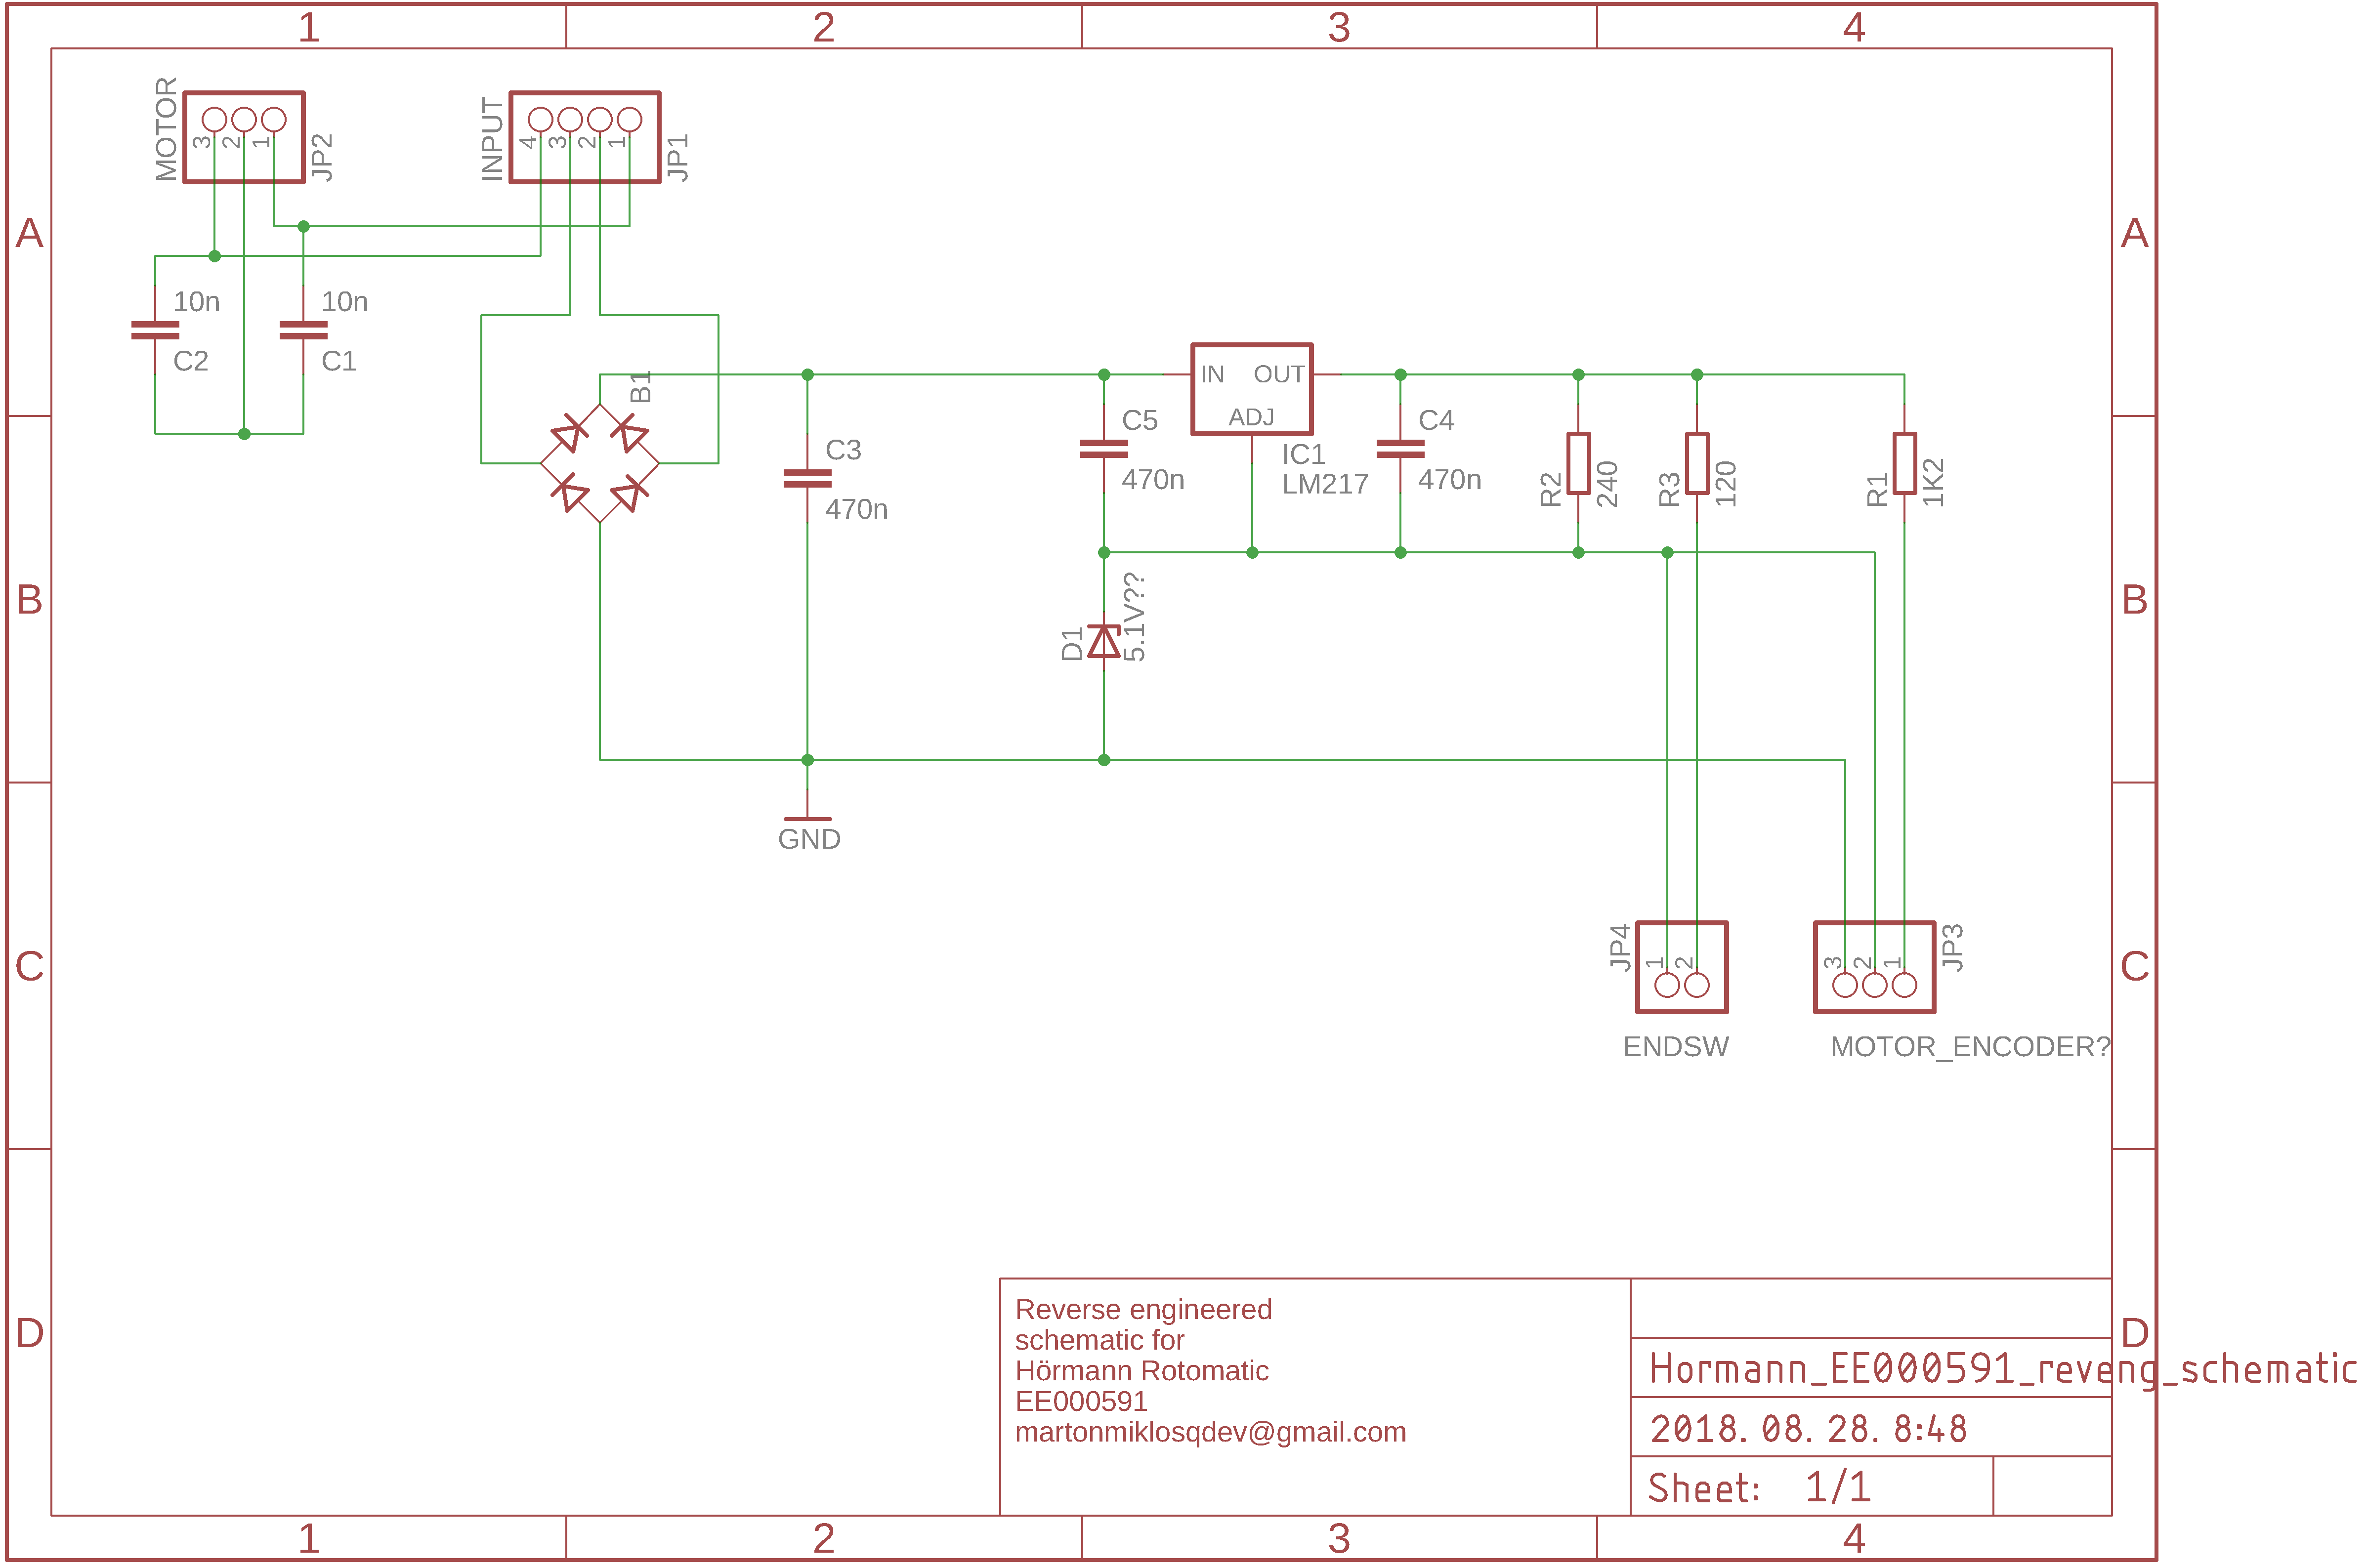 1 2 3 4
MOTOR
3 2 1
JP2
INPUT
4 3 2 1
JP1
A
A
10n
C2
10n
C1
B1
C3
470n
C5
470n
IN OUT
ADJ
IC1
LM217
C4
470n
R2
240
R3
120
R1
1K2
B
B
D1
5.1V??
GND
C
C
JP4
1 2
ENDSW
3 2 1
JP3
MOTOR_ENCODER?
D
D
Reverse engineered
schematic for
Hörmann Rotomatic
EE000591
martonmiklosqdev@gmail.com
Hormann_EE000591_reveng_schematic
2018. 08. 28. 8:48
Sheet: 1/1
1 2 3 4